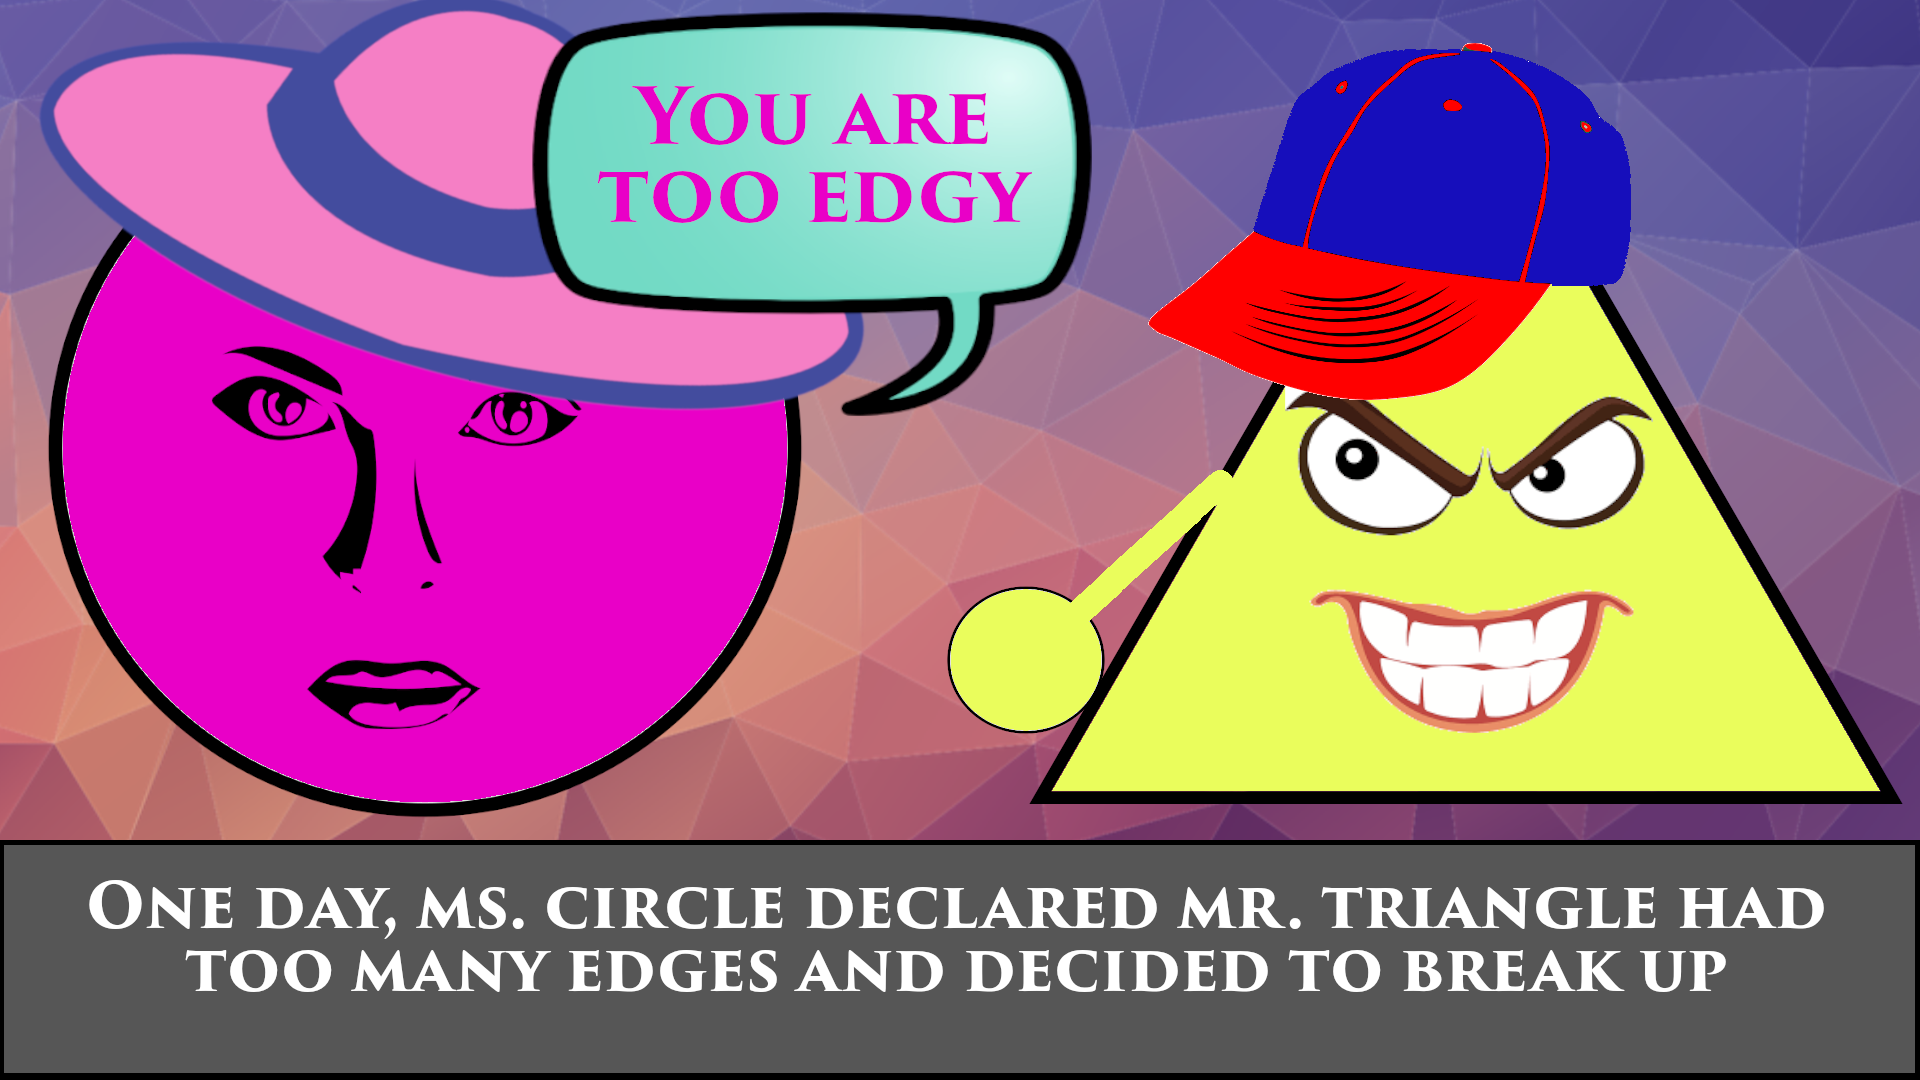 You are
too edgy
One day, ms. circle declared mr. triangle had
too many edges and decided to break up